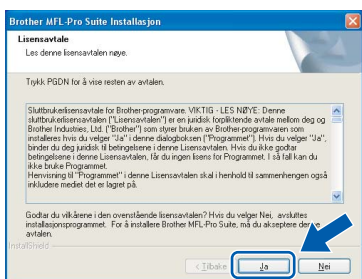 Brother MFL-Pro Suite Installasjon
Lisensavtale
Les denne lisensavtalen nøye.
Trykk PGDN for å vise resten av avtalen.
Sluttbrukerlisensavtale for Brother-programvare. VIKTIG - LES NØYE: Denne
sluttbrukerlisensavtalen ("Lisensavtalen") er en juridisk forpliktende avtale mellom deg og
Brother Industries, Ltd. ("Brother") som styrer bruken av Brother-programvaren som
installeres hvis du velger "Ja" i denne dialogboksen ("Programmet"). Hvis du velger "Ja",
binder du deg juridisk til betingelsene i denne Lisensavtalen. Hvis du ikke godtar
betingelsene i denne Lisensavtalen, får du ingen lisens for Programmet. I så fall kan du
ikke bruke Programmet.
Henvisning til "Programmet" i denne Lisensavtalen skal i henhold til sammenhengen også
inkludere mediet det er lagret på.
Godtar du vilkårene i den ovenstående lisensavtalen? Hvis du velger Nei, avsluttes
installasjonsprogrammet. For å installere Brother MFL-Pro Suite, må du akseptere denne
avtalen.
InstallShield
< Tilbake
Ja
Nei